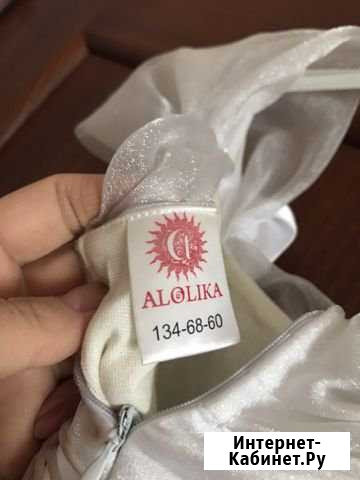 ALOLIKA
134-68-60
Интернет-
Кабинет.Ру